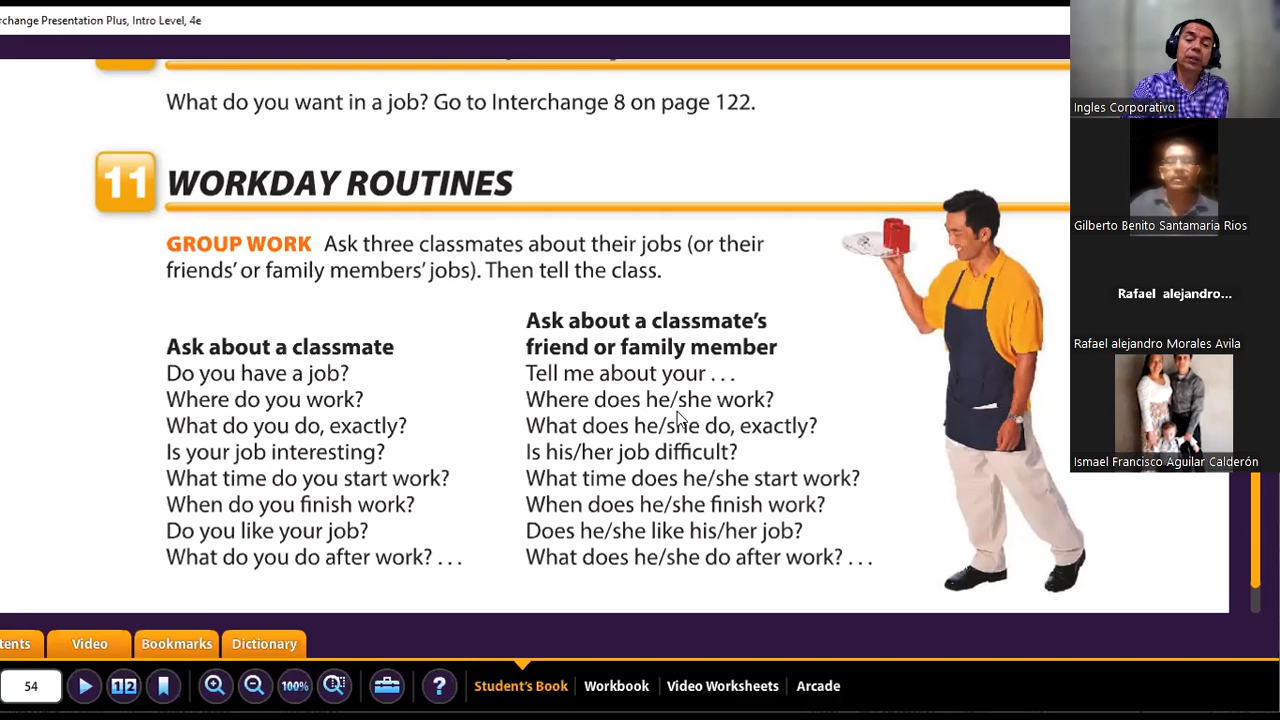 rchange Presentation Plus, Intro Level, 4e
What do you want in a job? Go to Interchange 8 on page 122.
11 WORKDAY ROUTINES
GROUP WORK Ask three classmates about their jobs (or their
friends' or family members' jobs). Then tell the class.
Ask about a classmate
Do you have a job?
Where do you work?
What do you do, exactly?
Is your job interesting?
What time do you start work?
When do you finish work?
Do you like your job?
What do you do after work? . . .
Ask about a classmate's
friend or family member
Tell me about your . . .
Where does he/she work?
What does he/she do, exactly?
Is his/her job difficult?
What time does he/she start work?
When does he/she finish work?
Does he/she like his/her job?
What does he/she do after work? . . .
Ingles Corporativo
Gilberto Benito Santamaria Rios
Rafael alejandro...
Rafael alejandro Morales Avila
Ismael Francisco Aguilar Calderón
tents Video Bookmarks Dictionary
54 12 100% ? Student's Book Workbook Video Worksheets Arcade